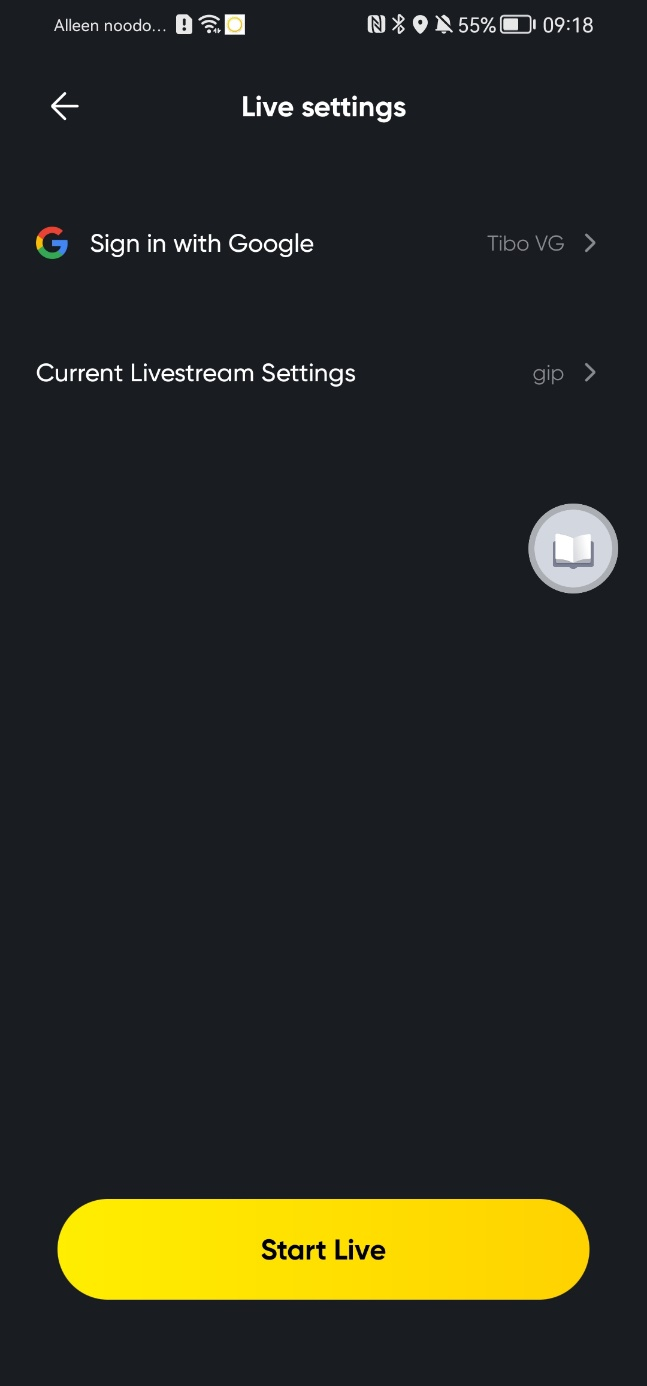 Alleen noodo... 55% 09:18
Live settings
Sign in with Google Tibo VG
Current Livestream Settings gip
Start Live